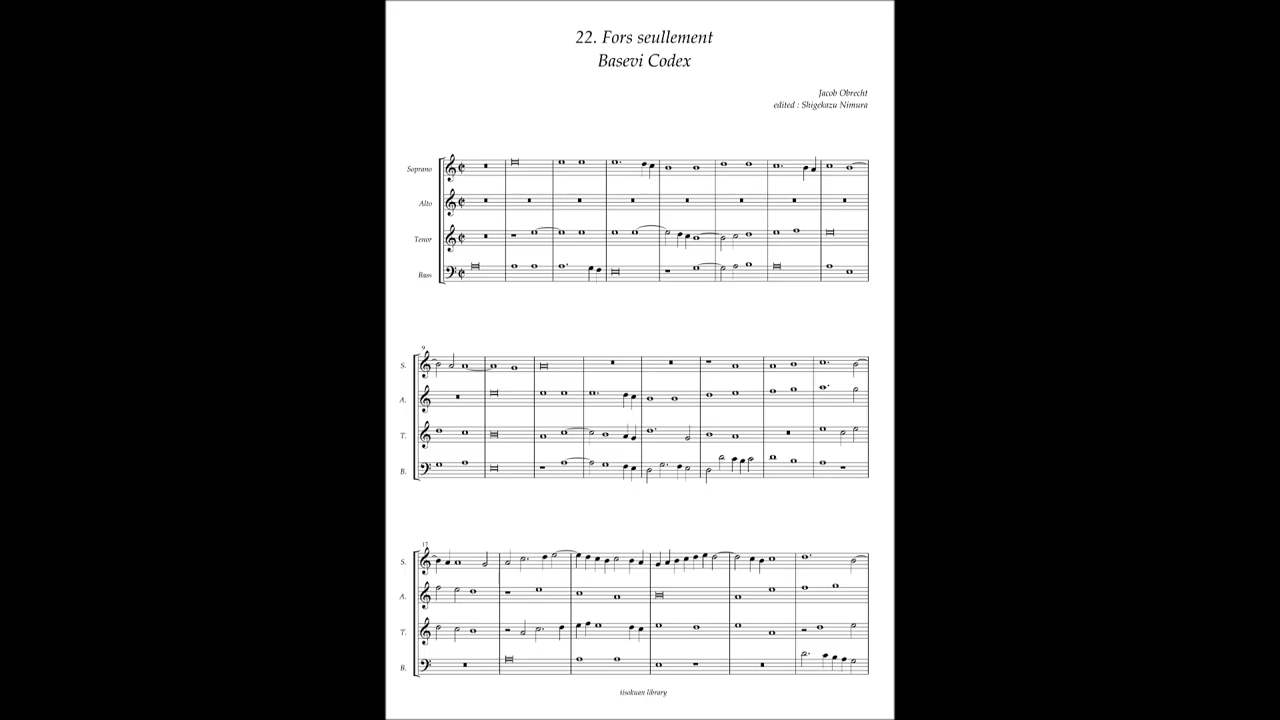 22. Fors seullement
Basevi Codex
Jacob Obrecht
edited : Shigekazu Nimura
Soprano
Alto
Tenor
Bass
9
S.
A.
T.
B.
17
S.
A.
T.
B.
tisokuan library